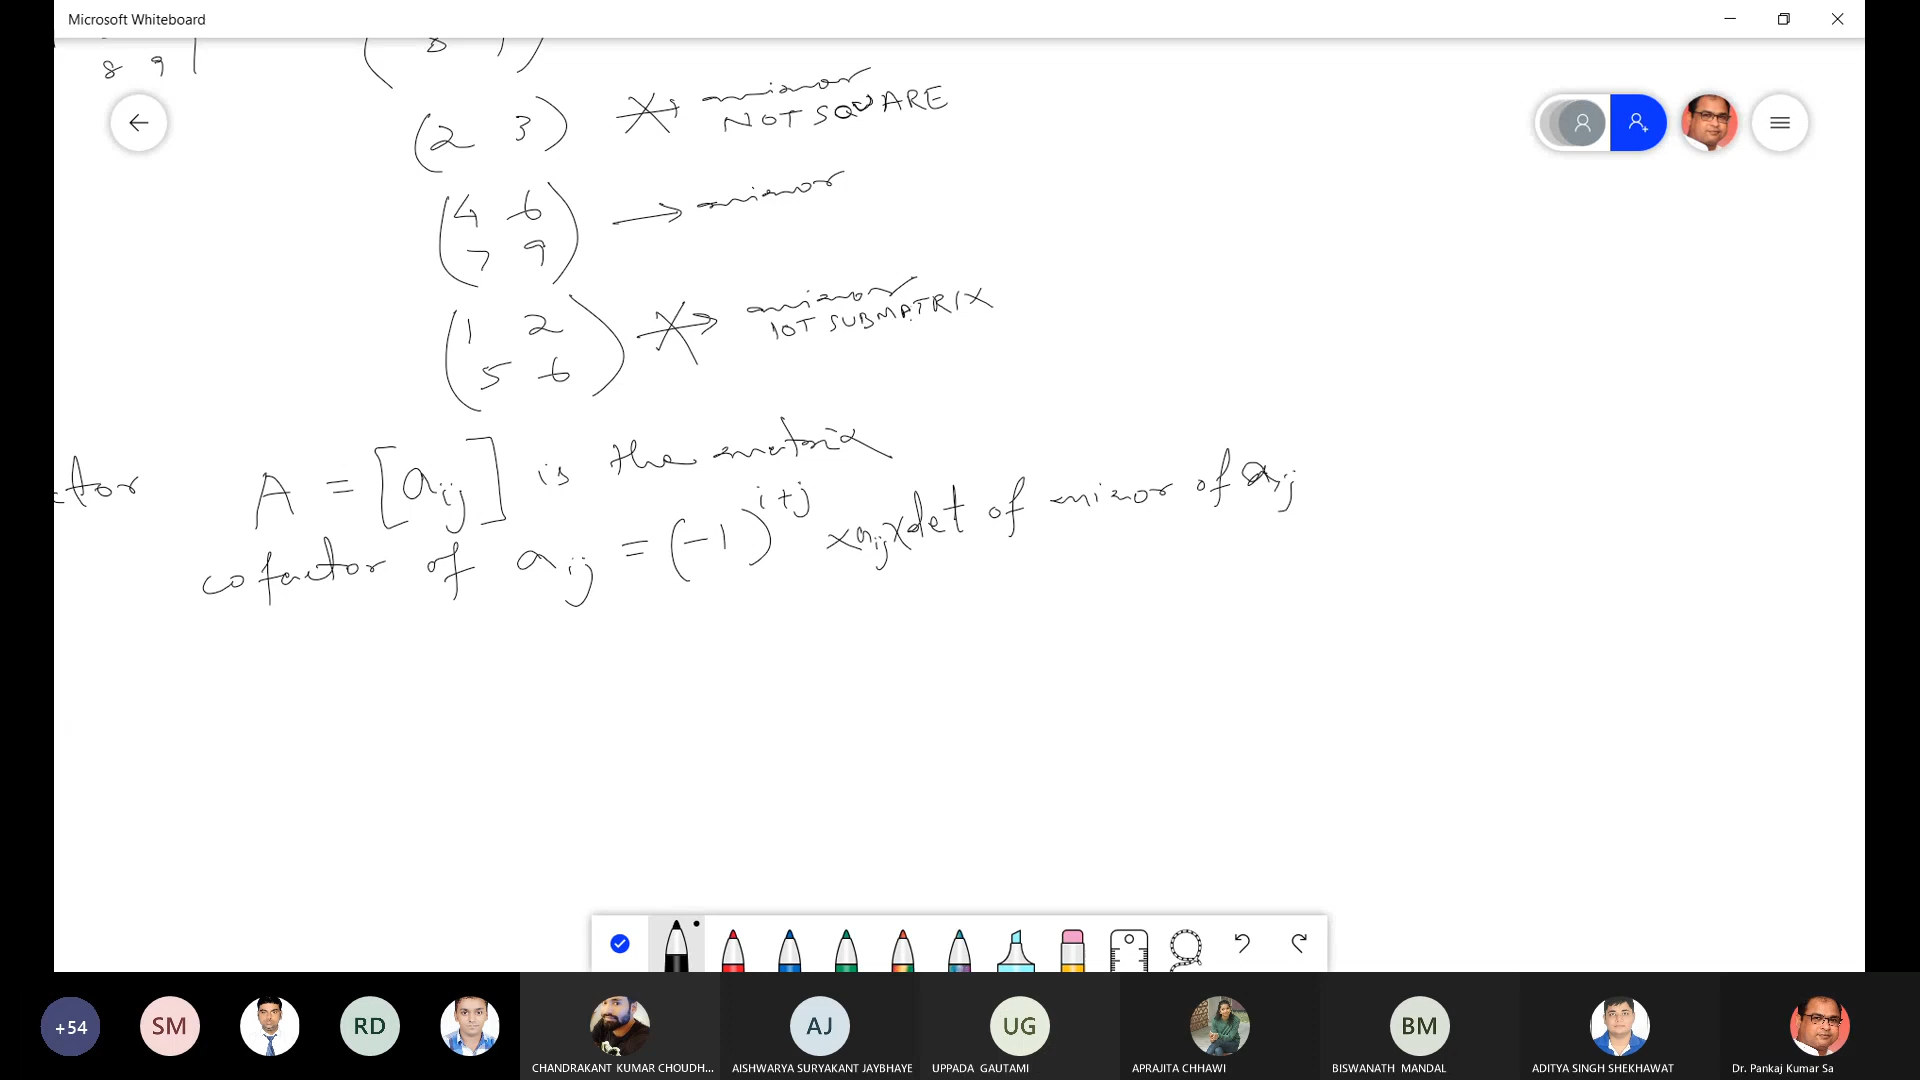 Microsoft Whiteboard
8 9
(2 3) minor
NOT SQUARE
4 6 → minor
7 9
1 2 minor
NOT SUBMATRIX
5 6
A = [aij] is the matrix
cofactor of aij = (-1)^i+j x aij x det of minor of aij
+54
SM
RD
CHANDRAKANT KUMAR CHOUDH...
AJ
AISHWARYA SURYAKANT JAYBHAYE
UG
UPPADA GAUTAMI
APRAJITA CHHAWI
BM
BISWANATH MANDAL
ADITYA SINGH SHEKHAWAT
Dr. Pankaj Kumar Sa